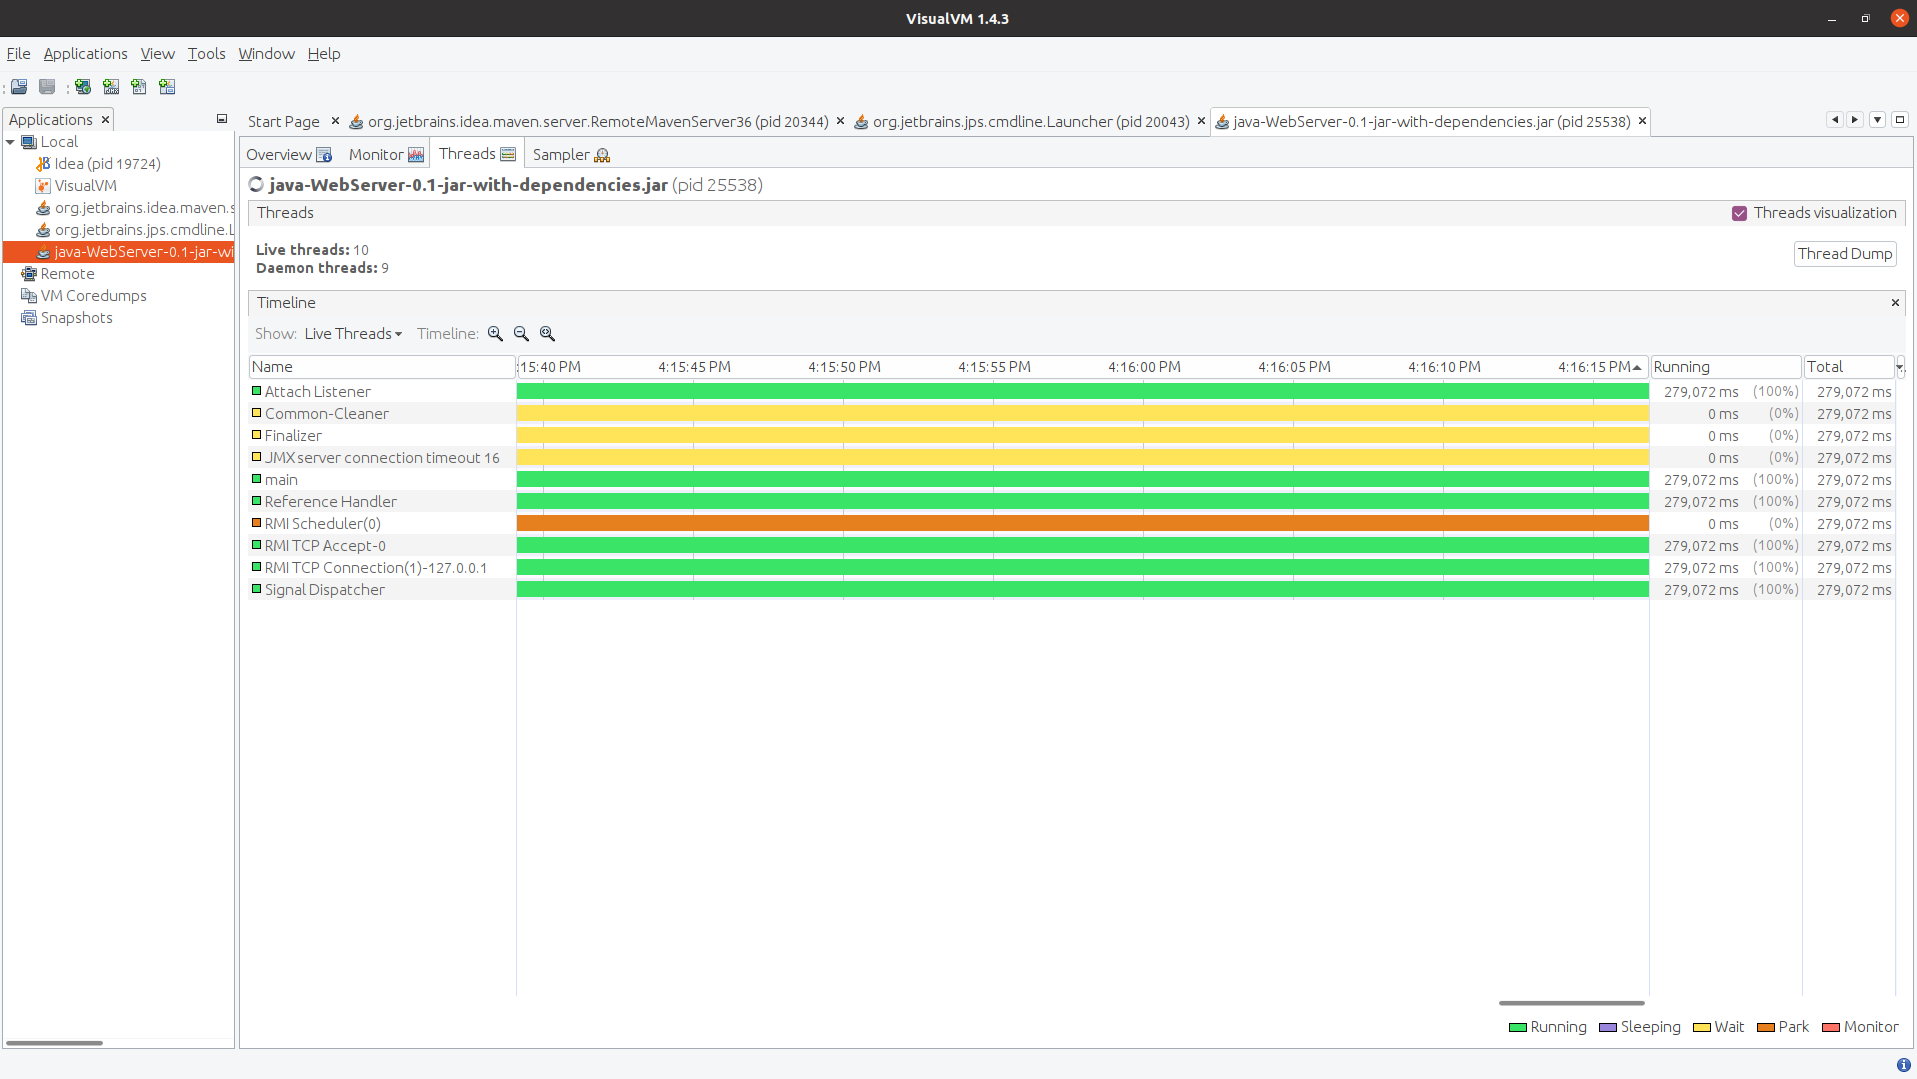 VisualVM 1.4.3
File Applications View Tools Window Help
Applications
Local
Idea (pid 19724)
VisualVM
org.jetbrains.idea.maven.s
org.jetbrains.jps.cmdline.L
java-WebServer-0.1-jar-wi
Remote
VM Coredumps
Snapshots
Start Page org.jetbrains.idea.maven.server.RemoteMavenServer36 (pid 20344) org.jetbrains.jps.cmdline.Launcher (pid 20043) java-WebServer-0.1-jar-with-dependencies.jar (pid 25538)
Overview Monitor Threads Sampler
java-WebServer-0.1-jar-with-dependencies.jar (pid 25538)
Threads Threads visualization
Live threads: 10
Daemon threads: 9
Thread Dump
Timeline
Show: Live Threads Timeline:
Name :15:40 PM 4:15:45 PM 4:15:50 PM 4:15:55 PM 4:16:00 PM 4:16:05 PM 4:16:10 PM 4:16:15 PM Running Total
Attach Listener 279,072 ms (100%) 279,072 ms
Common-Cleaner 0 ms (0%) 279,072 ms
Finalizer 0 ms (0%) 279,072 ms
JMX server connection timeout 16 0 ms (0%) 279,072 ms
main 279,072 ms (100%) 279,072 ms
Reference Handler 279,072 ms (100%) 279,072 ms
RMI Scheduler(0) 0 ms (0%) 279,072 ms
RMI TCP Accept-0 279,072 ms (100%) 279,072 ms
RMI TCP Connection(1)-127.0.0.1 279,072 ms (100%) 279,072 ms
Signal Dispatcher 279,072 ms (100%) 279,072 ms
Running Sleeping Wait Park Monitor